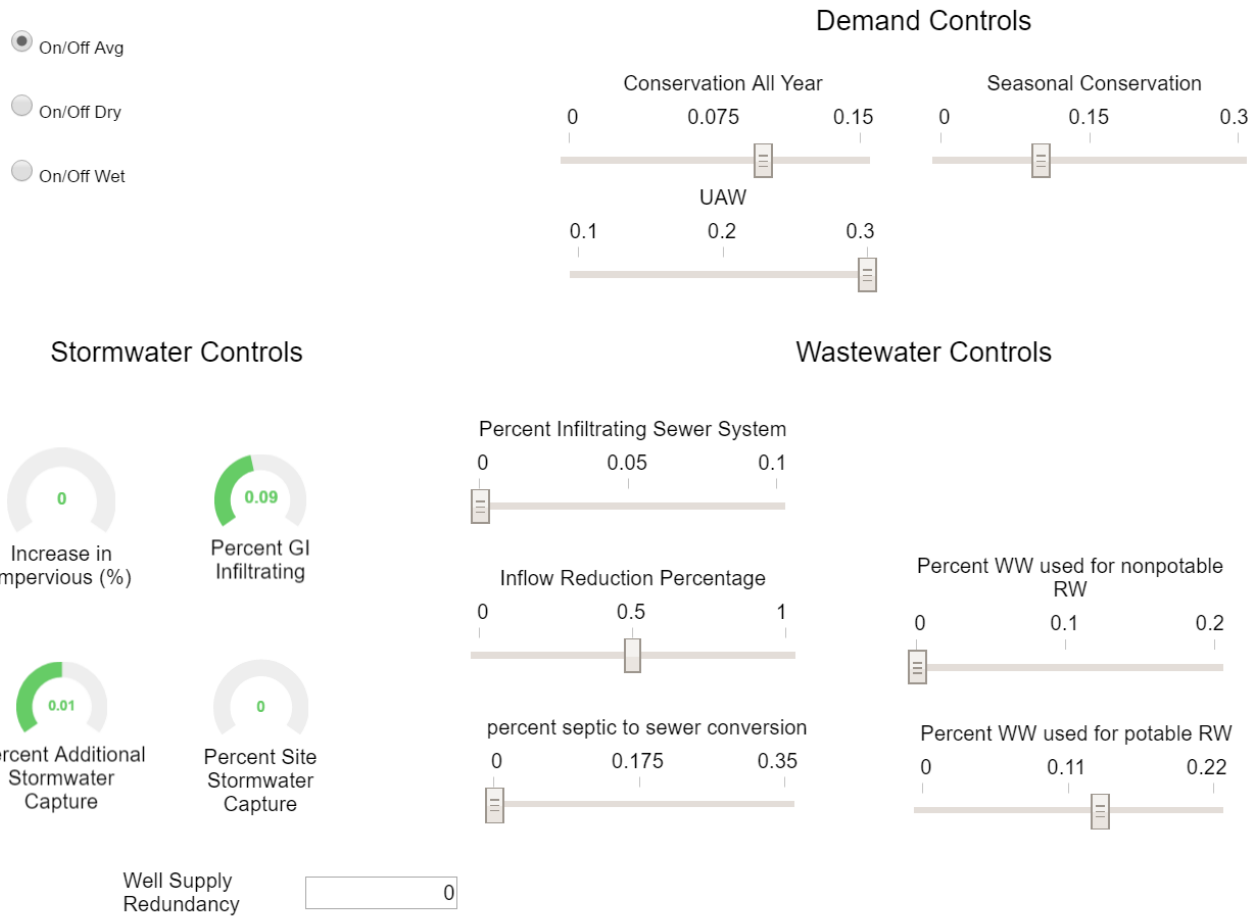 Demand Controls
On/Off Avg
On/Off Dry
On/Off Wet
Conservation All Year
0 0.075 0.15
Seasonal Conservation
0 0.15 0.3
UAW
0.1 0.2 0.3
Stormwater Controls
0
Increase in
mpervious (%)
0.09
Percent GI
Infiltrating
0.01
ercent Additional
Stormwater
Capture
0
Percent Site
Stormwater
Capture
Well Supply
Redundancy
0
Wastewater Controls
Percent Infiltrating Sewer System
0 0.05 0.1
Inflow Reduction Percentage
0 0.5 1
percent septic to sewer conversion
0 0.175 0.35
Percent WW used for nonpotable
RW
0 0.1 0.2
Percent WW used for potable RW
0 0.11 0.22